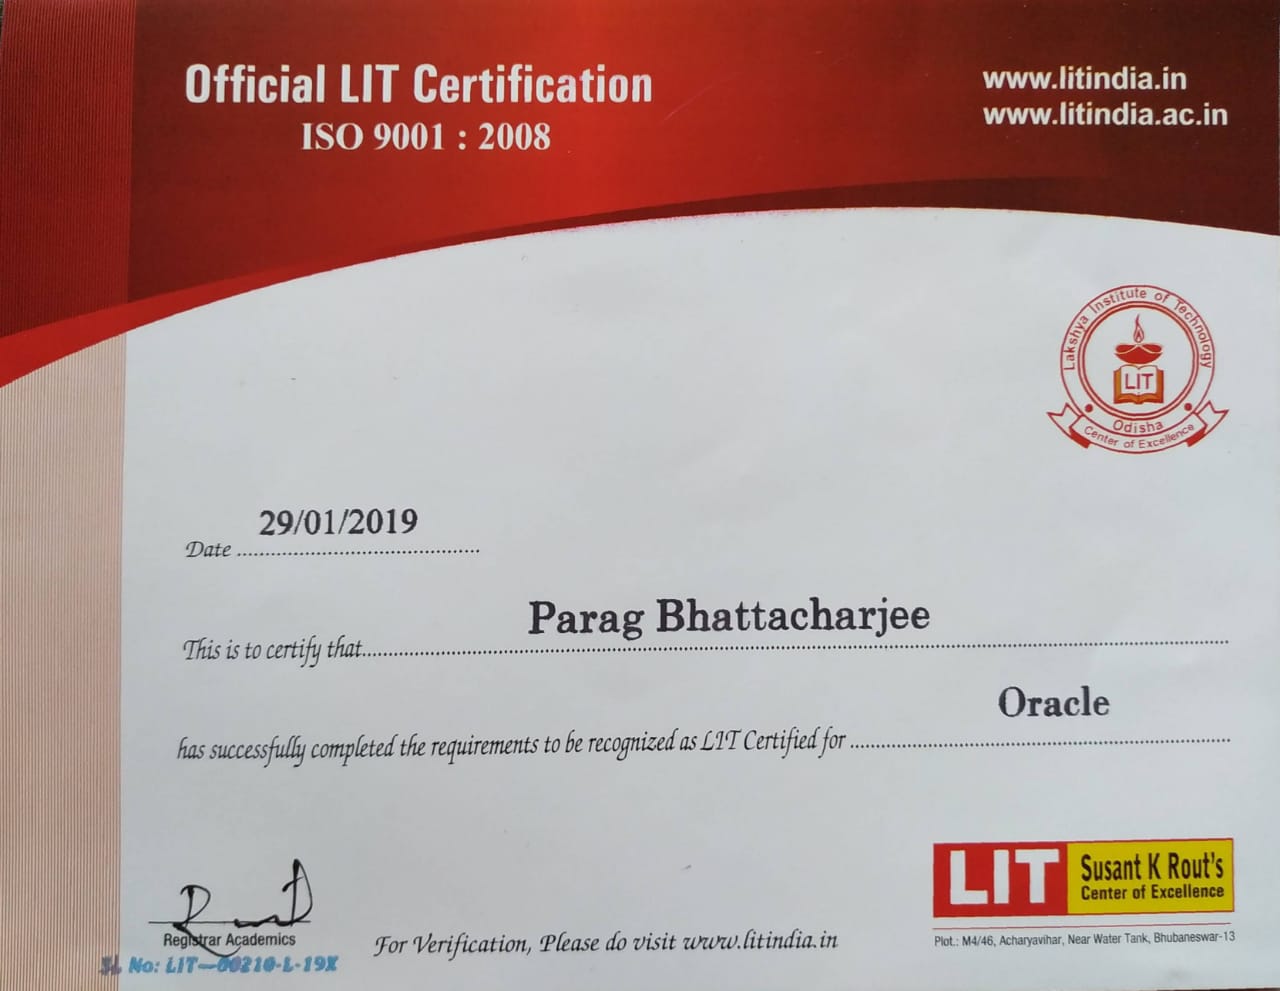 Official LIT Certification
ISO 9001 : 2008
www.litindia.in
www.litindia.ac.in
Lakshya Institute of Technology
LIT
Odisha
Center of Excellence
29/01/2019
Date
Parag Bhattacharjee
This is to certify that
Oracle
has successfully completed the requirements to be recognized as LIT Certified for
LIT
Susant K Rout's
Center of Excellence
Plot.: M4/46, Acharyavihar, Near Water Tank, Bhubaneswar-13
Registrar Academics
For Verification, Please do visit www.litindia.in
SL No: LIT—00210-L-19X